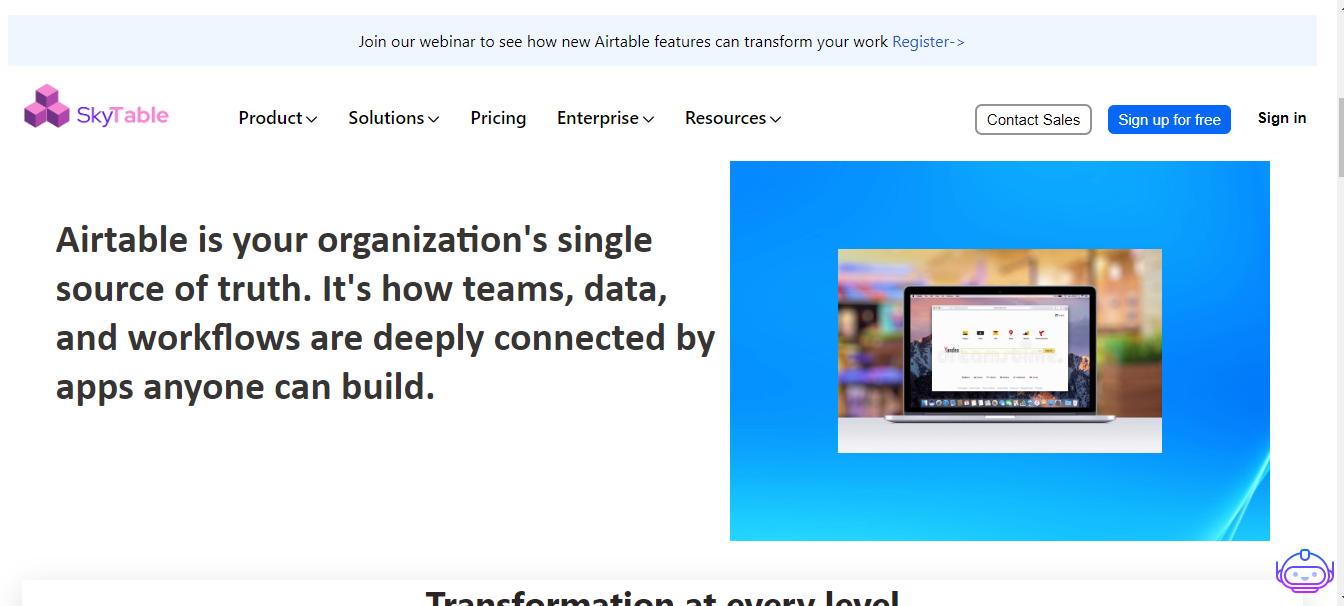 Join our webinar to see how new Airtable features can transform your work Register->
SkyTable
Product
Solutions
Pricing
Enterprise
Resources
Contact Sales
Sign up for free
Sign in
Airtable is your organization's single
source of truth. It's how teams, data,
and workflows are deeply connected by
apps anyone can build.
Yandex
Transformation at every level